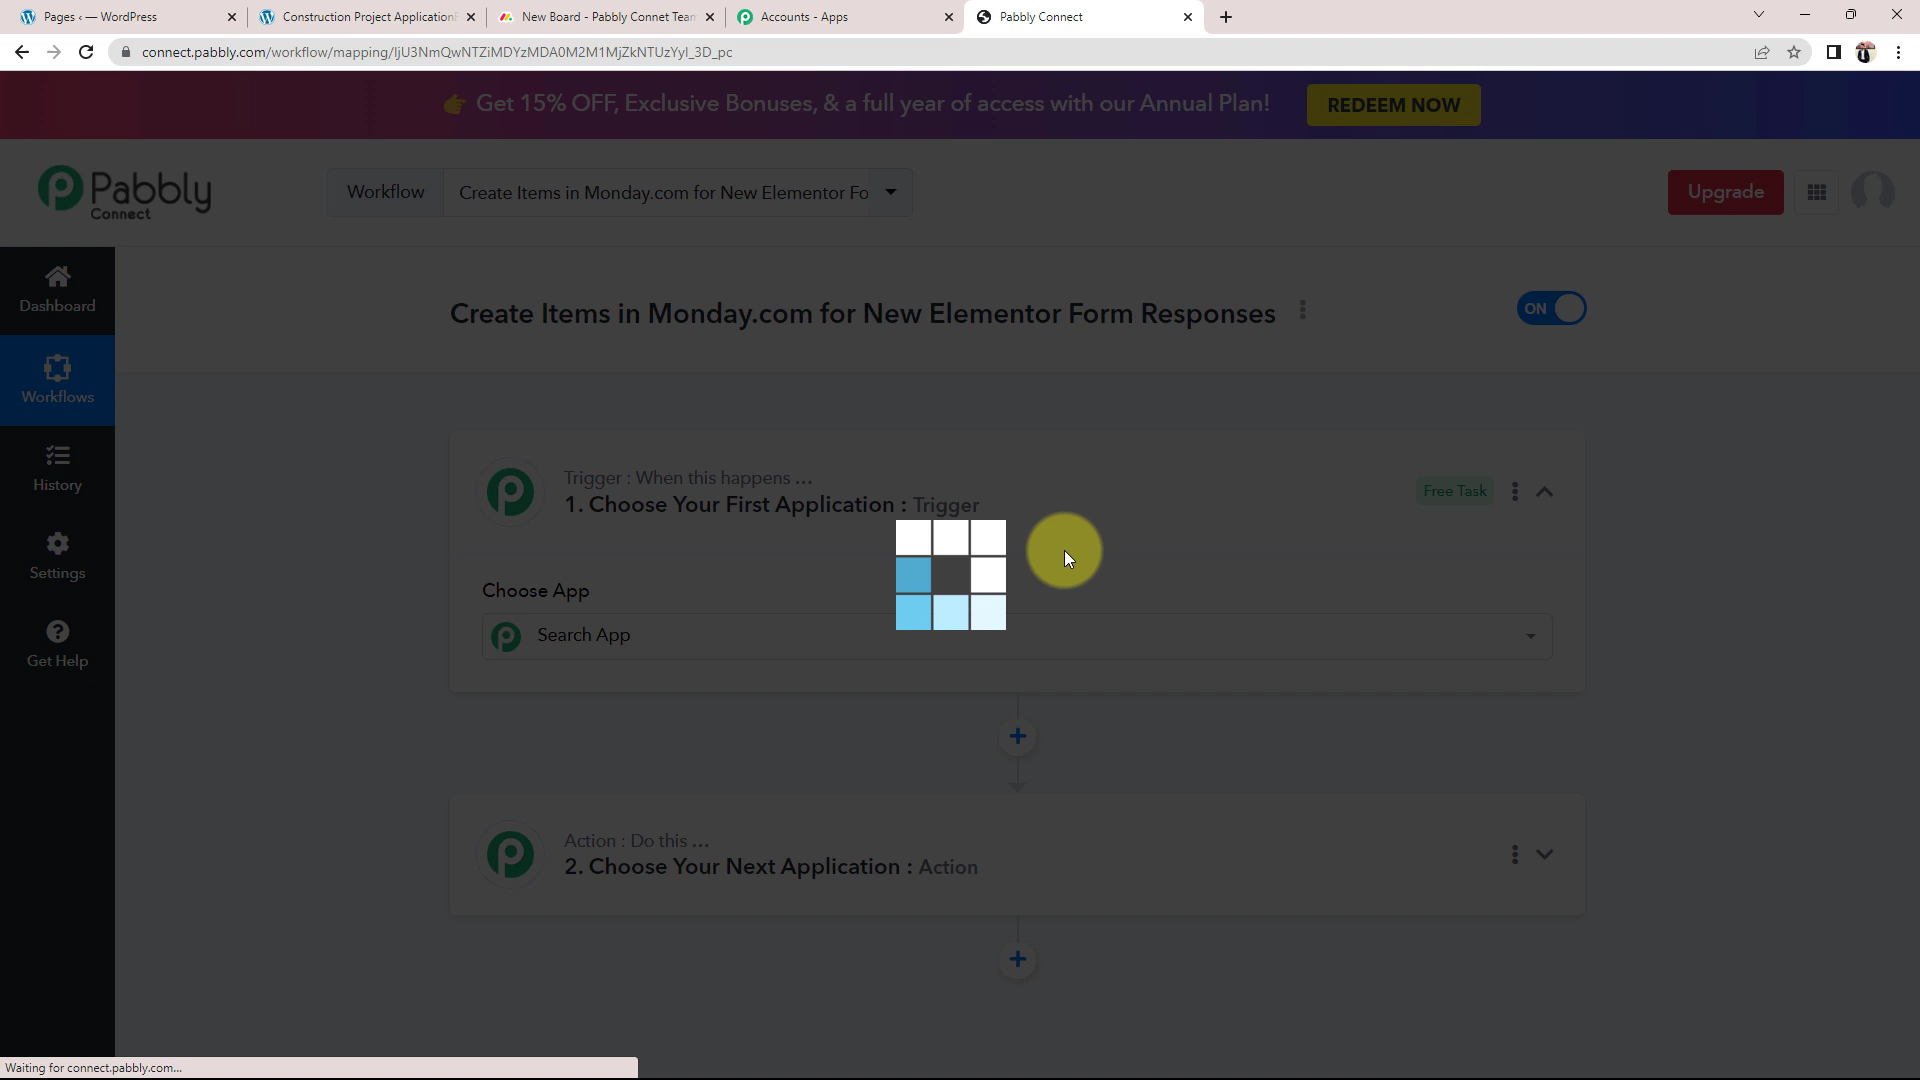 Pages ‹ — WordPress
Construction Project Application
New Board - Pabbly Connet Tean
Accounts - Apps
Pabbly Connect
connect.pabbly.com/workflow/mapping/IjU3NmQwNTZiMDYzMDA0M2M1MjZkNTUzYyI_3D_pc
👉 Get 15% OFF, Exclusive Bonuses, & a full year of access with our Annual Plan!
REDEEM NOW
Pabbly
Connect
Workflow
Create Items in Monday.com for New Elementor Fo
Upgrade
Dashboard
Workflows
History
Settings
Get Help
Create Items in Monday.com for New Elementor Form Responses
ON
Trigger : When this happens ...
1. Choose Your First Application : Trigger
Free Task
Choose App
Search App
Action : Do this ...
2. Choose Your Next Application : Action
Waiting for connect.pabbly.com...